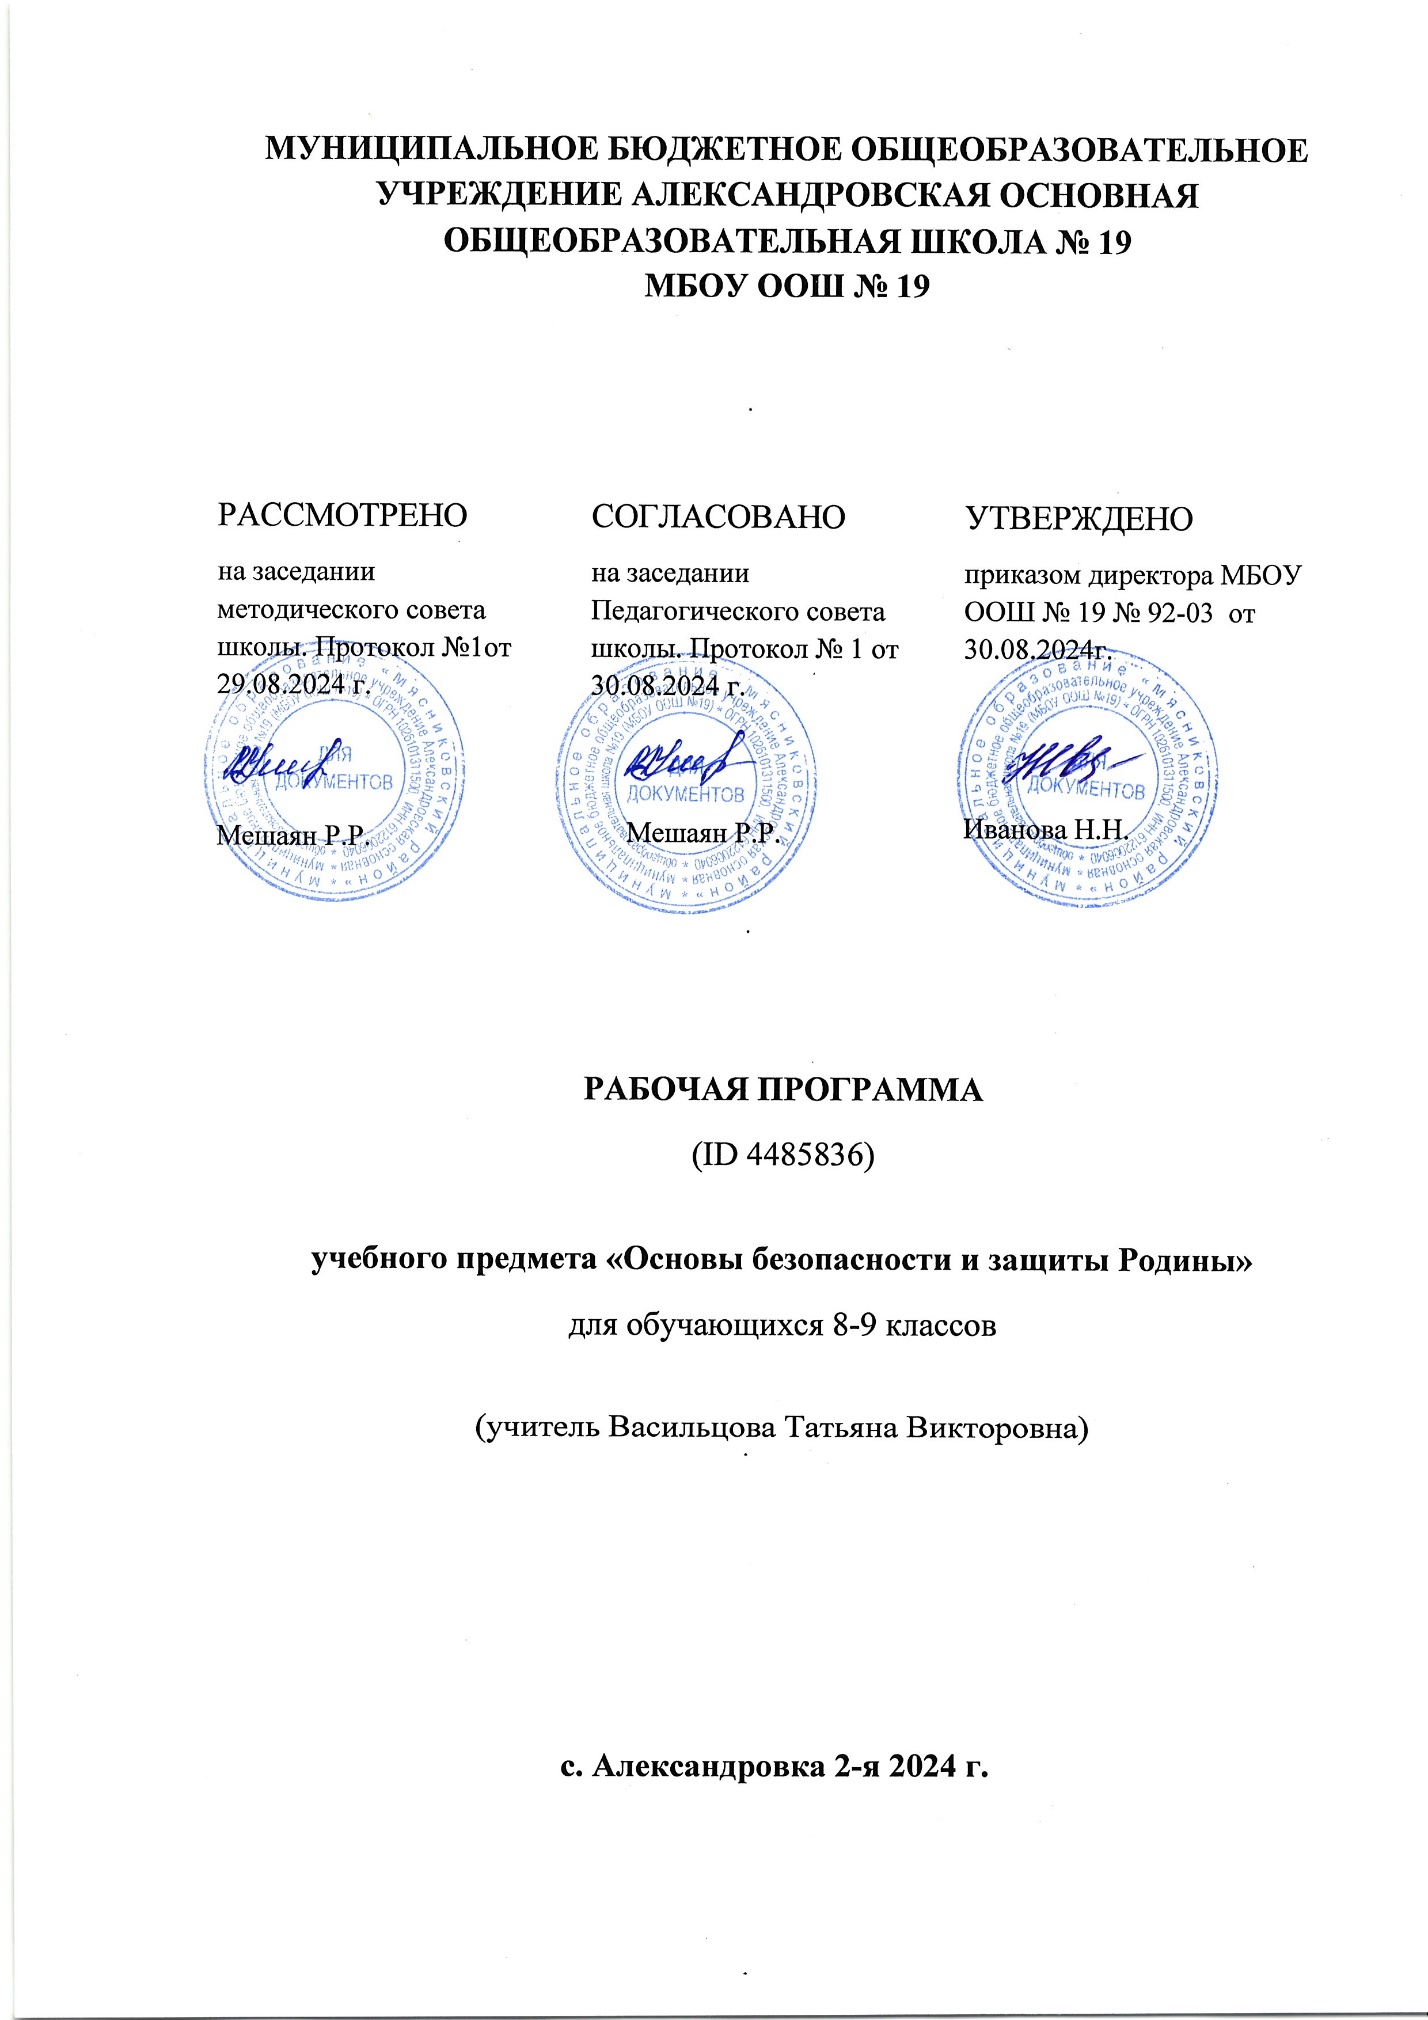 МУНИЦИПАЛЬНОЕ БЮДЖЕТНОЕ ОБЩЕОБРАЗОВАТЕЛЬНОЕ
УЧРЕЖДЕНИЕ АЛЕКСАНДРОВСКАЯ ОСНОВНАЯ
ОБЩЕОБРАЗОВАТЕЛЬНАЯ ШКОЛА № 19
МБОУ ООШ № 19
РАССМОТРЕНО
на заседании
методического совета
школы. Протокол №1от
29.08.2024 г.
ДЛЯ
ДОКУМЕНТОВ
Мешаян Р.Р.
СОГЛАСОВАНО
на заседании
Педагогического совета
школы. Протокол № 1 от
30.08.2024 г.
ДЛЯ
ДОКУМЕНТОВ
Мешаян Р.Р.
УТВЕРЖДЕНО
приказом директора МБОУ
ООШ № 19 № 92-03 от
30.08.2024г.
ДЛЯ
ДОКУМЕНТОВ
Иванова Н.Н.
РАБОЧАЯ ПРОГРАММА
(ID 4485836)
учебного предмета «Основы безопасности и защиты Родины»
для обучающихся 8-9 классов
(учитель Васильцова Татьяна Викторовна)
с. Александровка 2-я 2024 г.